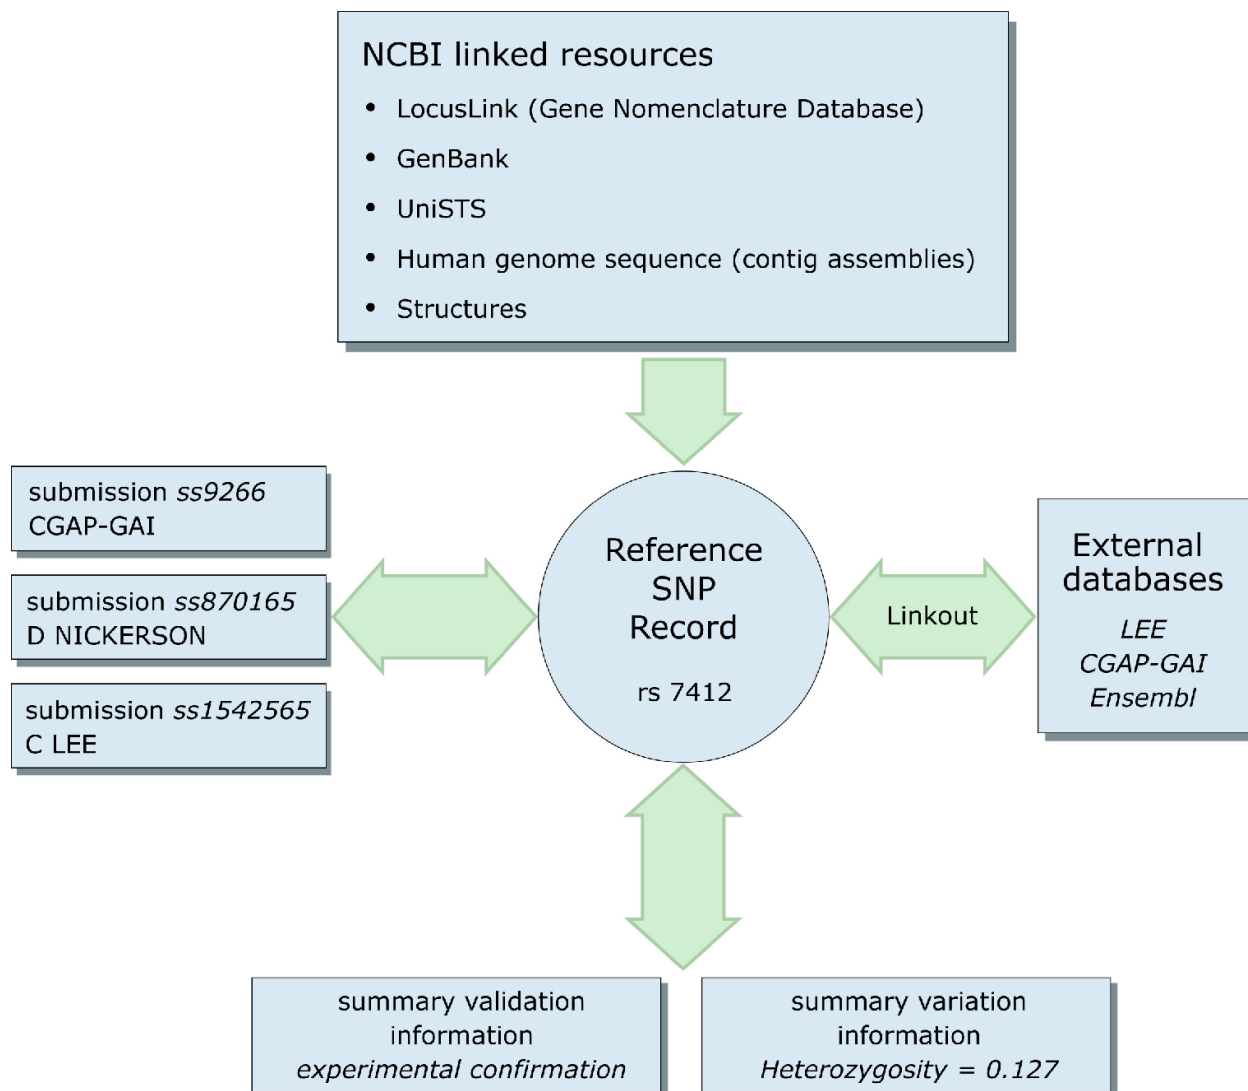 NCBI linked resources
• LocusLink (Gene Nomenclature Database)
• GenBank
• UniSTS
• Human genome sequence (contig assemblies)
• Structures
submission ss9266
CGAP-GAI
submission ss870165
D NICKERSON
submission ss1542565
C LEE
Reference
SNP
Record
rs 7412
Linkout
External
databases
LEE
CGAP-GAI
Ensembl
summary validation
information
experimental confirmation
summary variation
information
Heterozygosity = 0.127